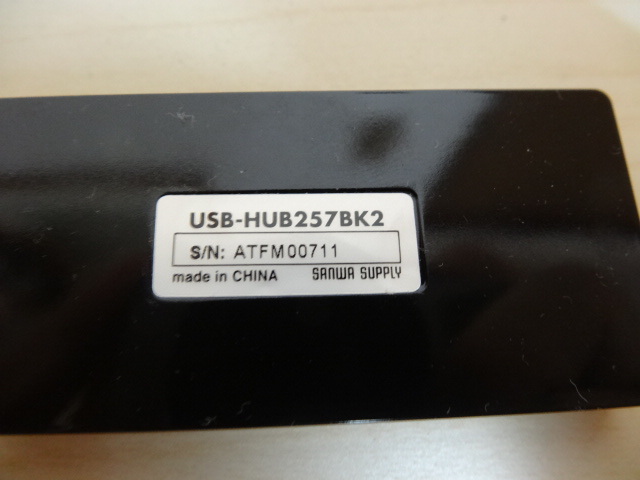 USB-HUB257BK2
S/N: ATFM00711
made in CHINA SANWA SUPPLY